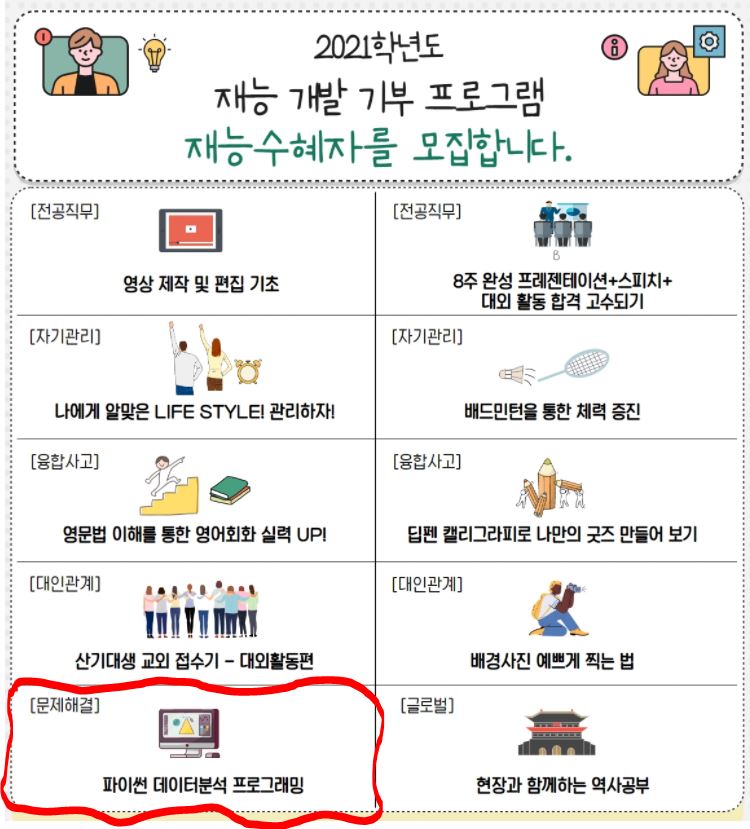 2021학년도
재능 개발 기부 프로그램
재능수혜자를 모집합니다.
[전공직무]
영상 제작 및 편집 기초
[전공직무]
B
8주 완성 프레젠테이션+스피치+
대외 활동 합격 고수되기
[자기관리]
나에게 알맞은 LIFE STYLE! 관리하자!
[자기관리]
배드민턴을 통한 체력 증진
[융합사고]
영문법 이해를 통한 영어회화 실력 UP!
[융합사고]
딥펜 캘리그라피로 나만의 굿즈 만들어 보기
[대인관계]
산기대생 교외 접수기 - 대외활동편
[대인관계]
배경사진 예쁘게 찍는 법
[문제해결]
파이썬 데이터분석 프로그래밍
[글로벌]
현장과 함께하는 역사공부